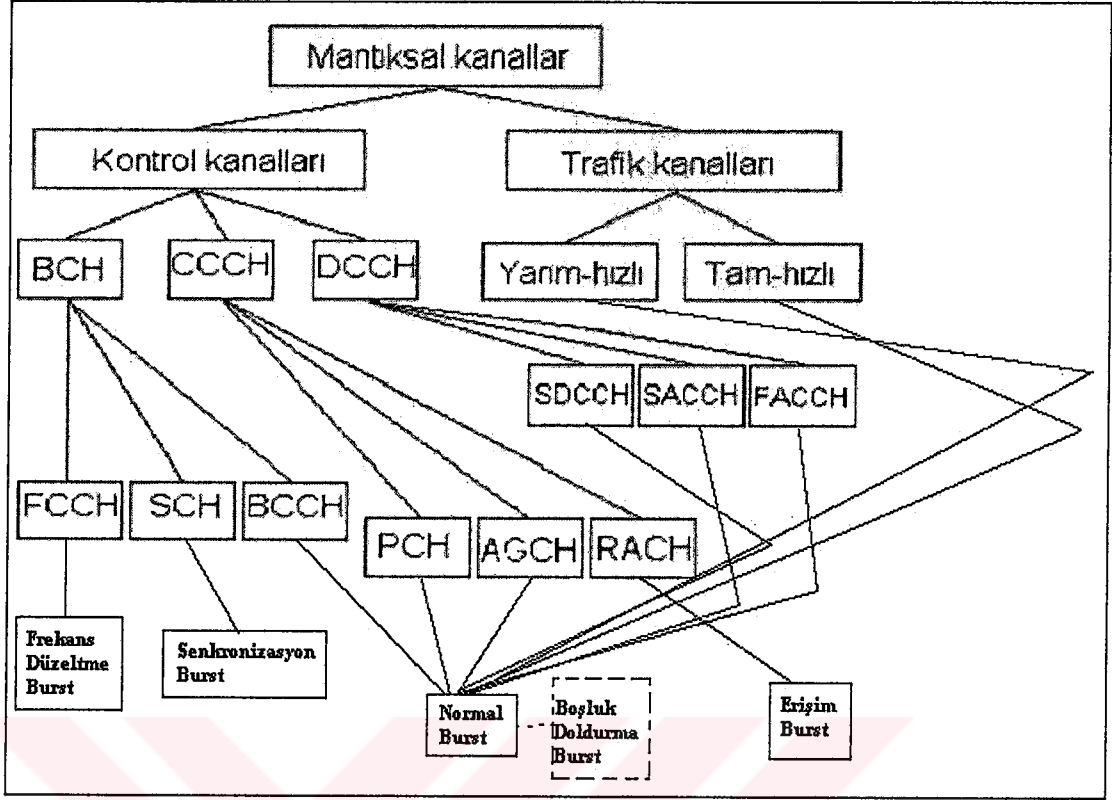 Mantıksal kanallar
Kontrol kanalları
Trafik kanalları
BCH
CCCH
DCCH
Yarım-hızlı
Tam-hızlı
SDCCH
SACCH
FACCH
FCCH
SCH
BCCH
PCH
AGCH
RACH
Frekans
Düzeltme
Burst
Senkronizasyon
Burst
Normal
Burst
Boşluk
Doldurma
Burst
Erişim
Burst